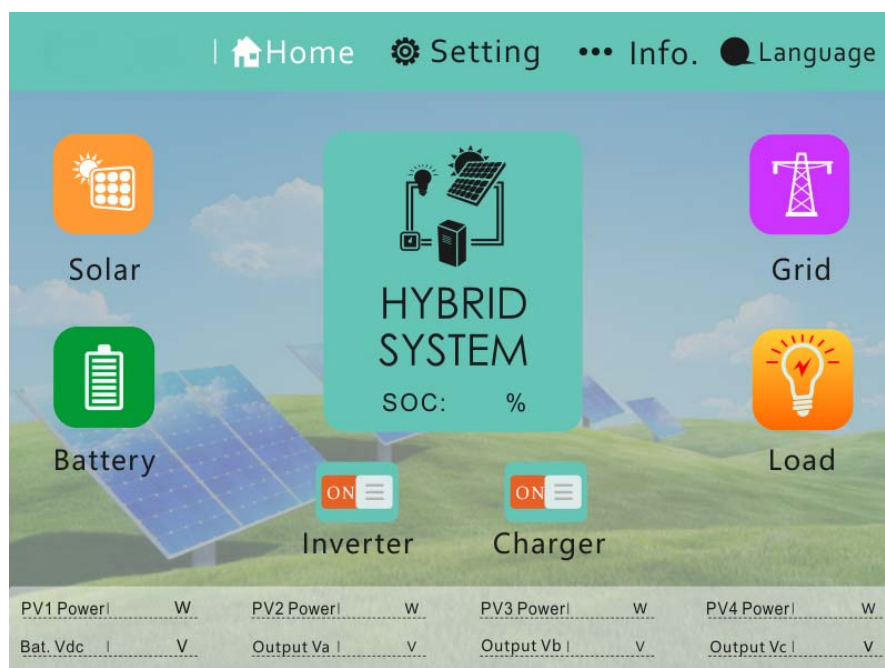 Home Setting Info. Language
Solar
Grid
HYBRID
SYSTEM
SOC: %
Battery
Load
ON
ON
Inverter
Charger
PV1 Power W PV2 Power W PV3 Power W PV4 Power W
Bat. Vdc V Output Va V Output Vb V Output Vc V